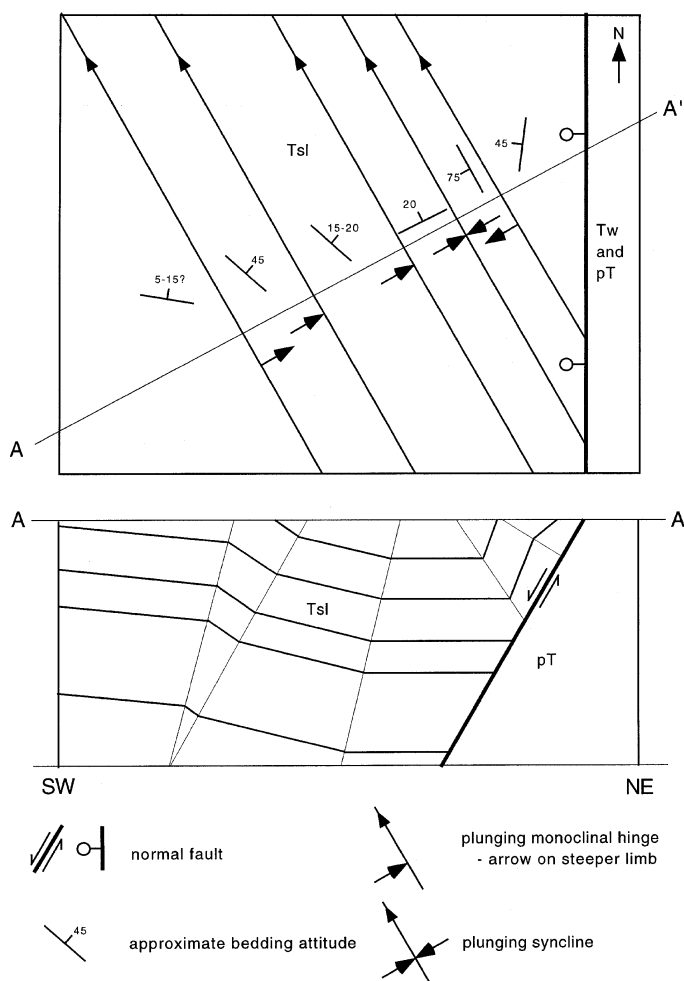 N
A'
Tsl
45
75
20
15-20
45
5-15?
Tw
and
pT
A
A
A
Tsl
pT
SW
NE
normal fault
plunging monoclinal hinge
- arrow on steeper limb
45
approximate bedding attitude
plunging syncline